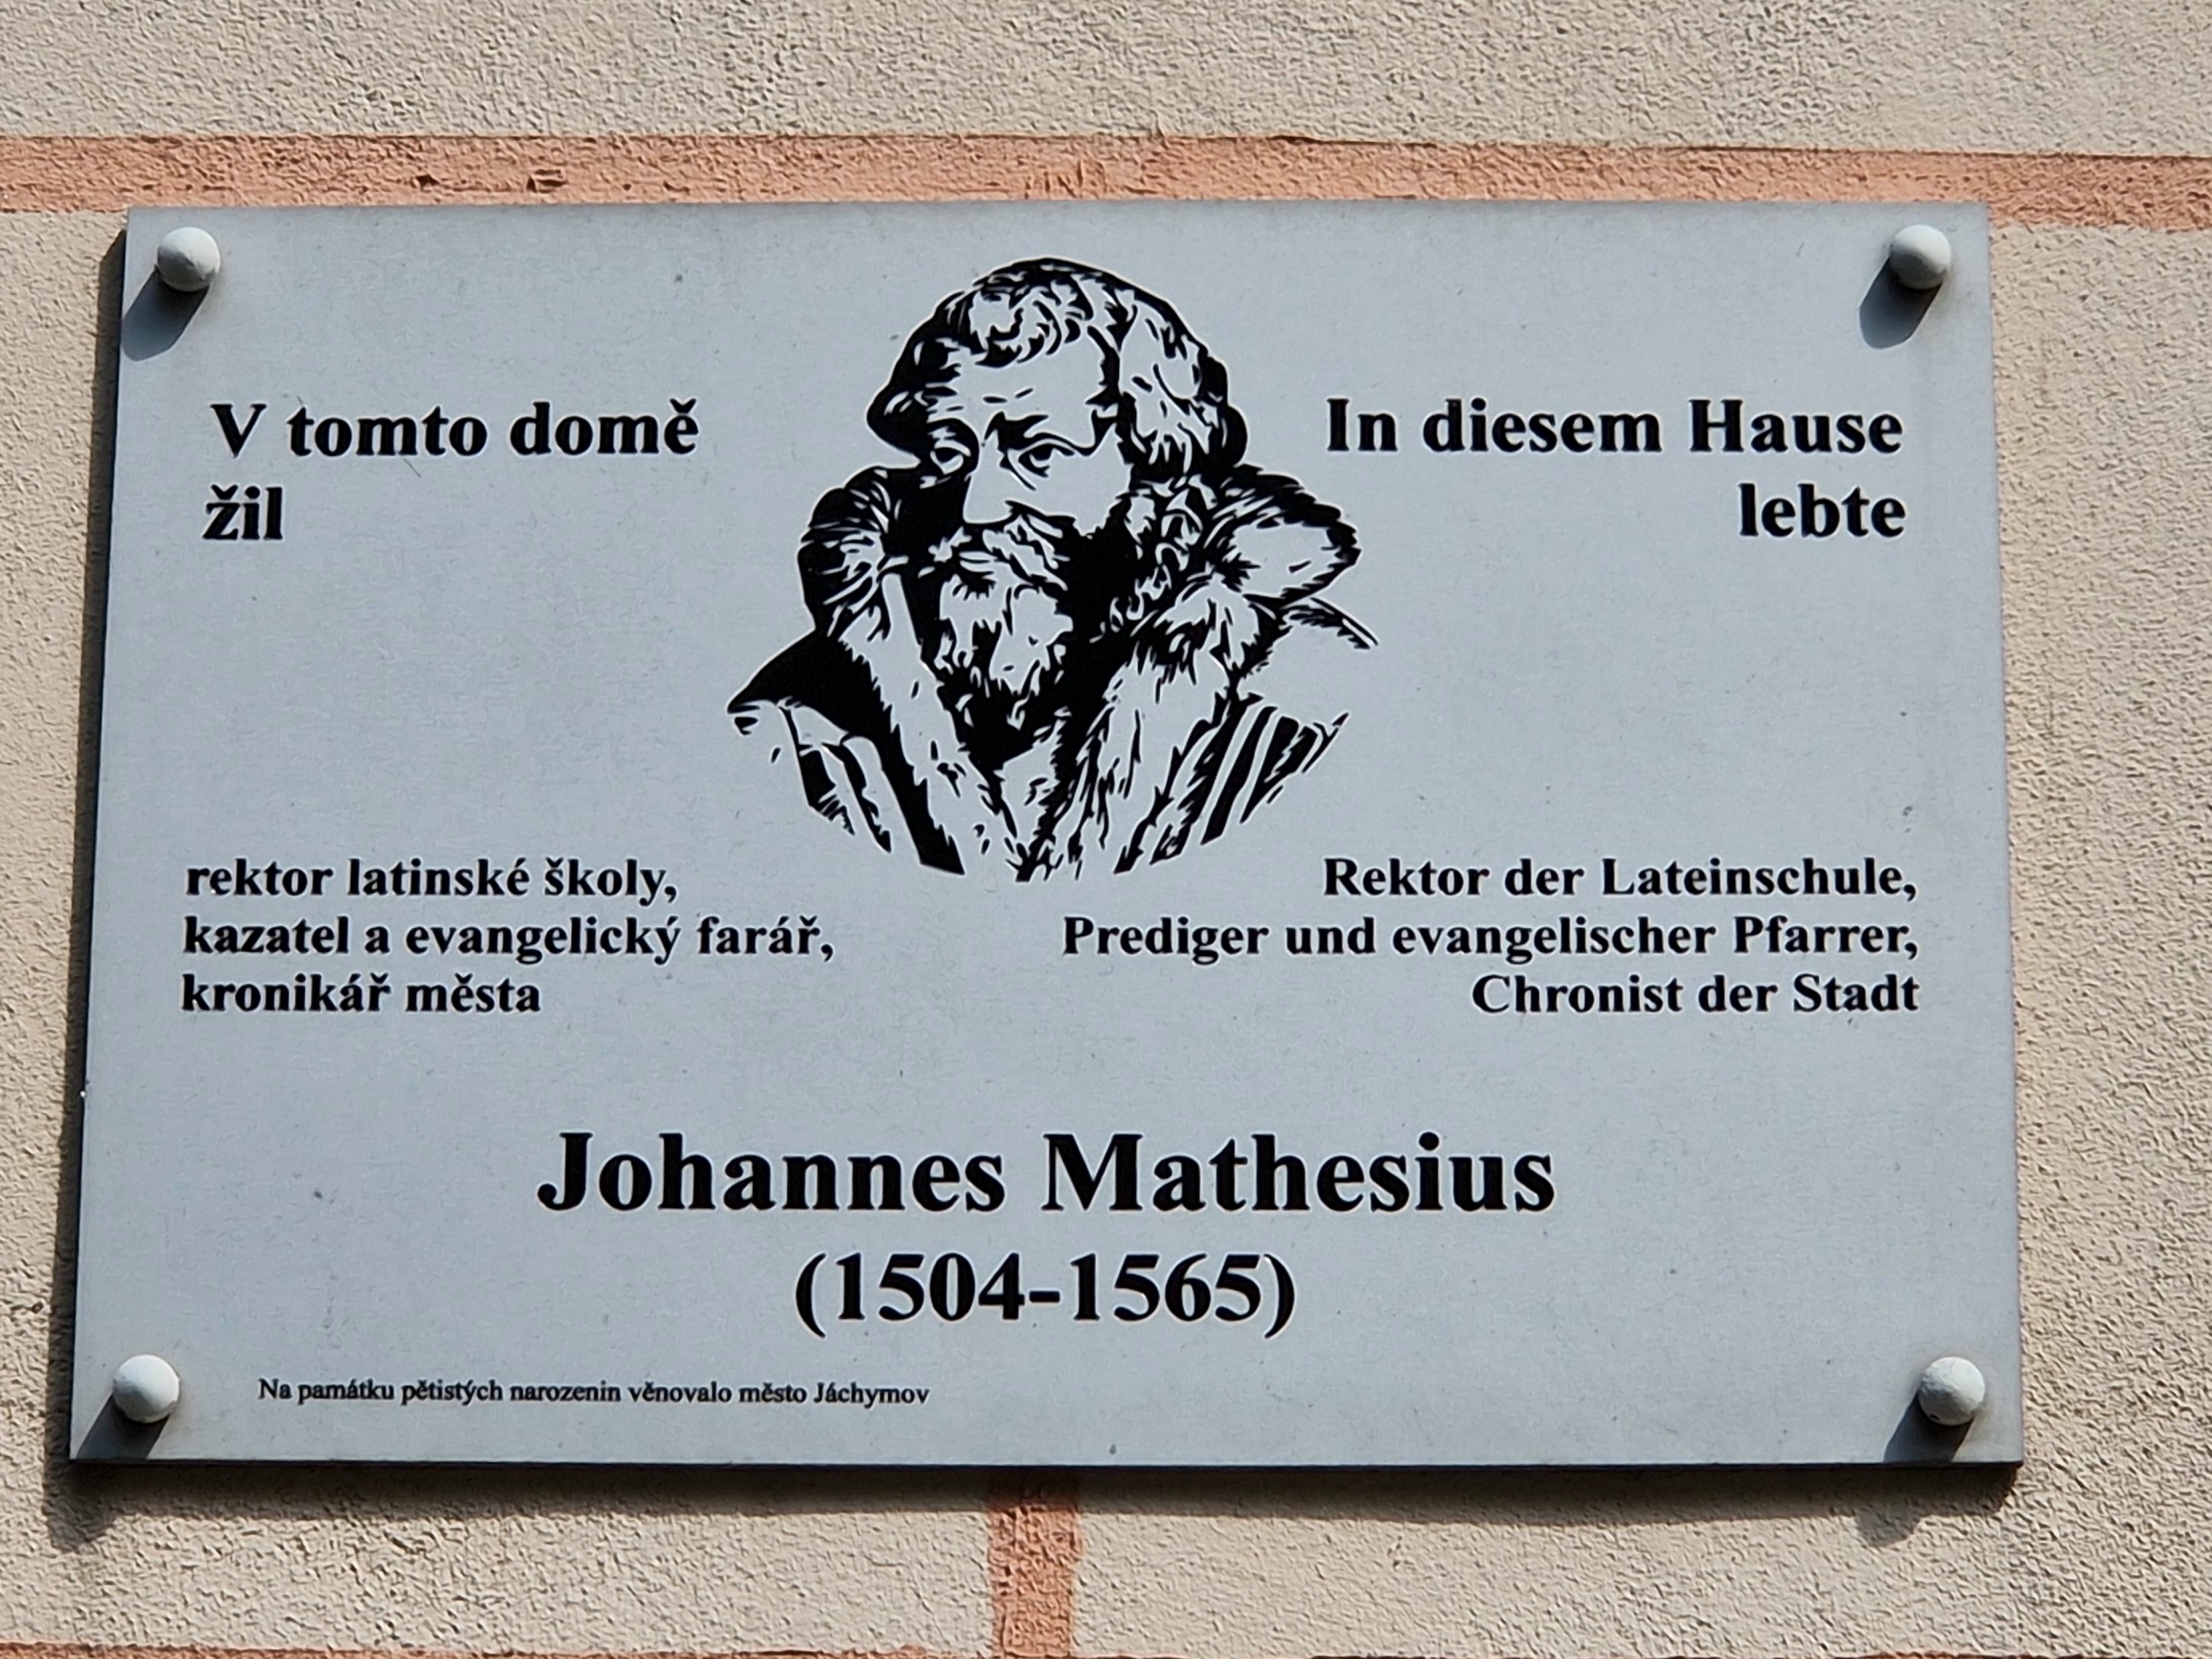 V tomto domě
žil
In diesem Hause
lebte
rektor latinské školy,
kazatel a evangelický farář,
kronikář města
Rektor der Lateinschule,
Prediger und evangelischer Pfarrer,
Chronist der Stadt
Johannes Mathesius
(1504-1565)
Na památku pětistých narozenin věnovalo město Jáchymov